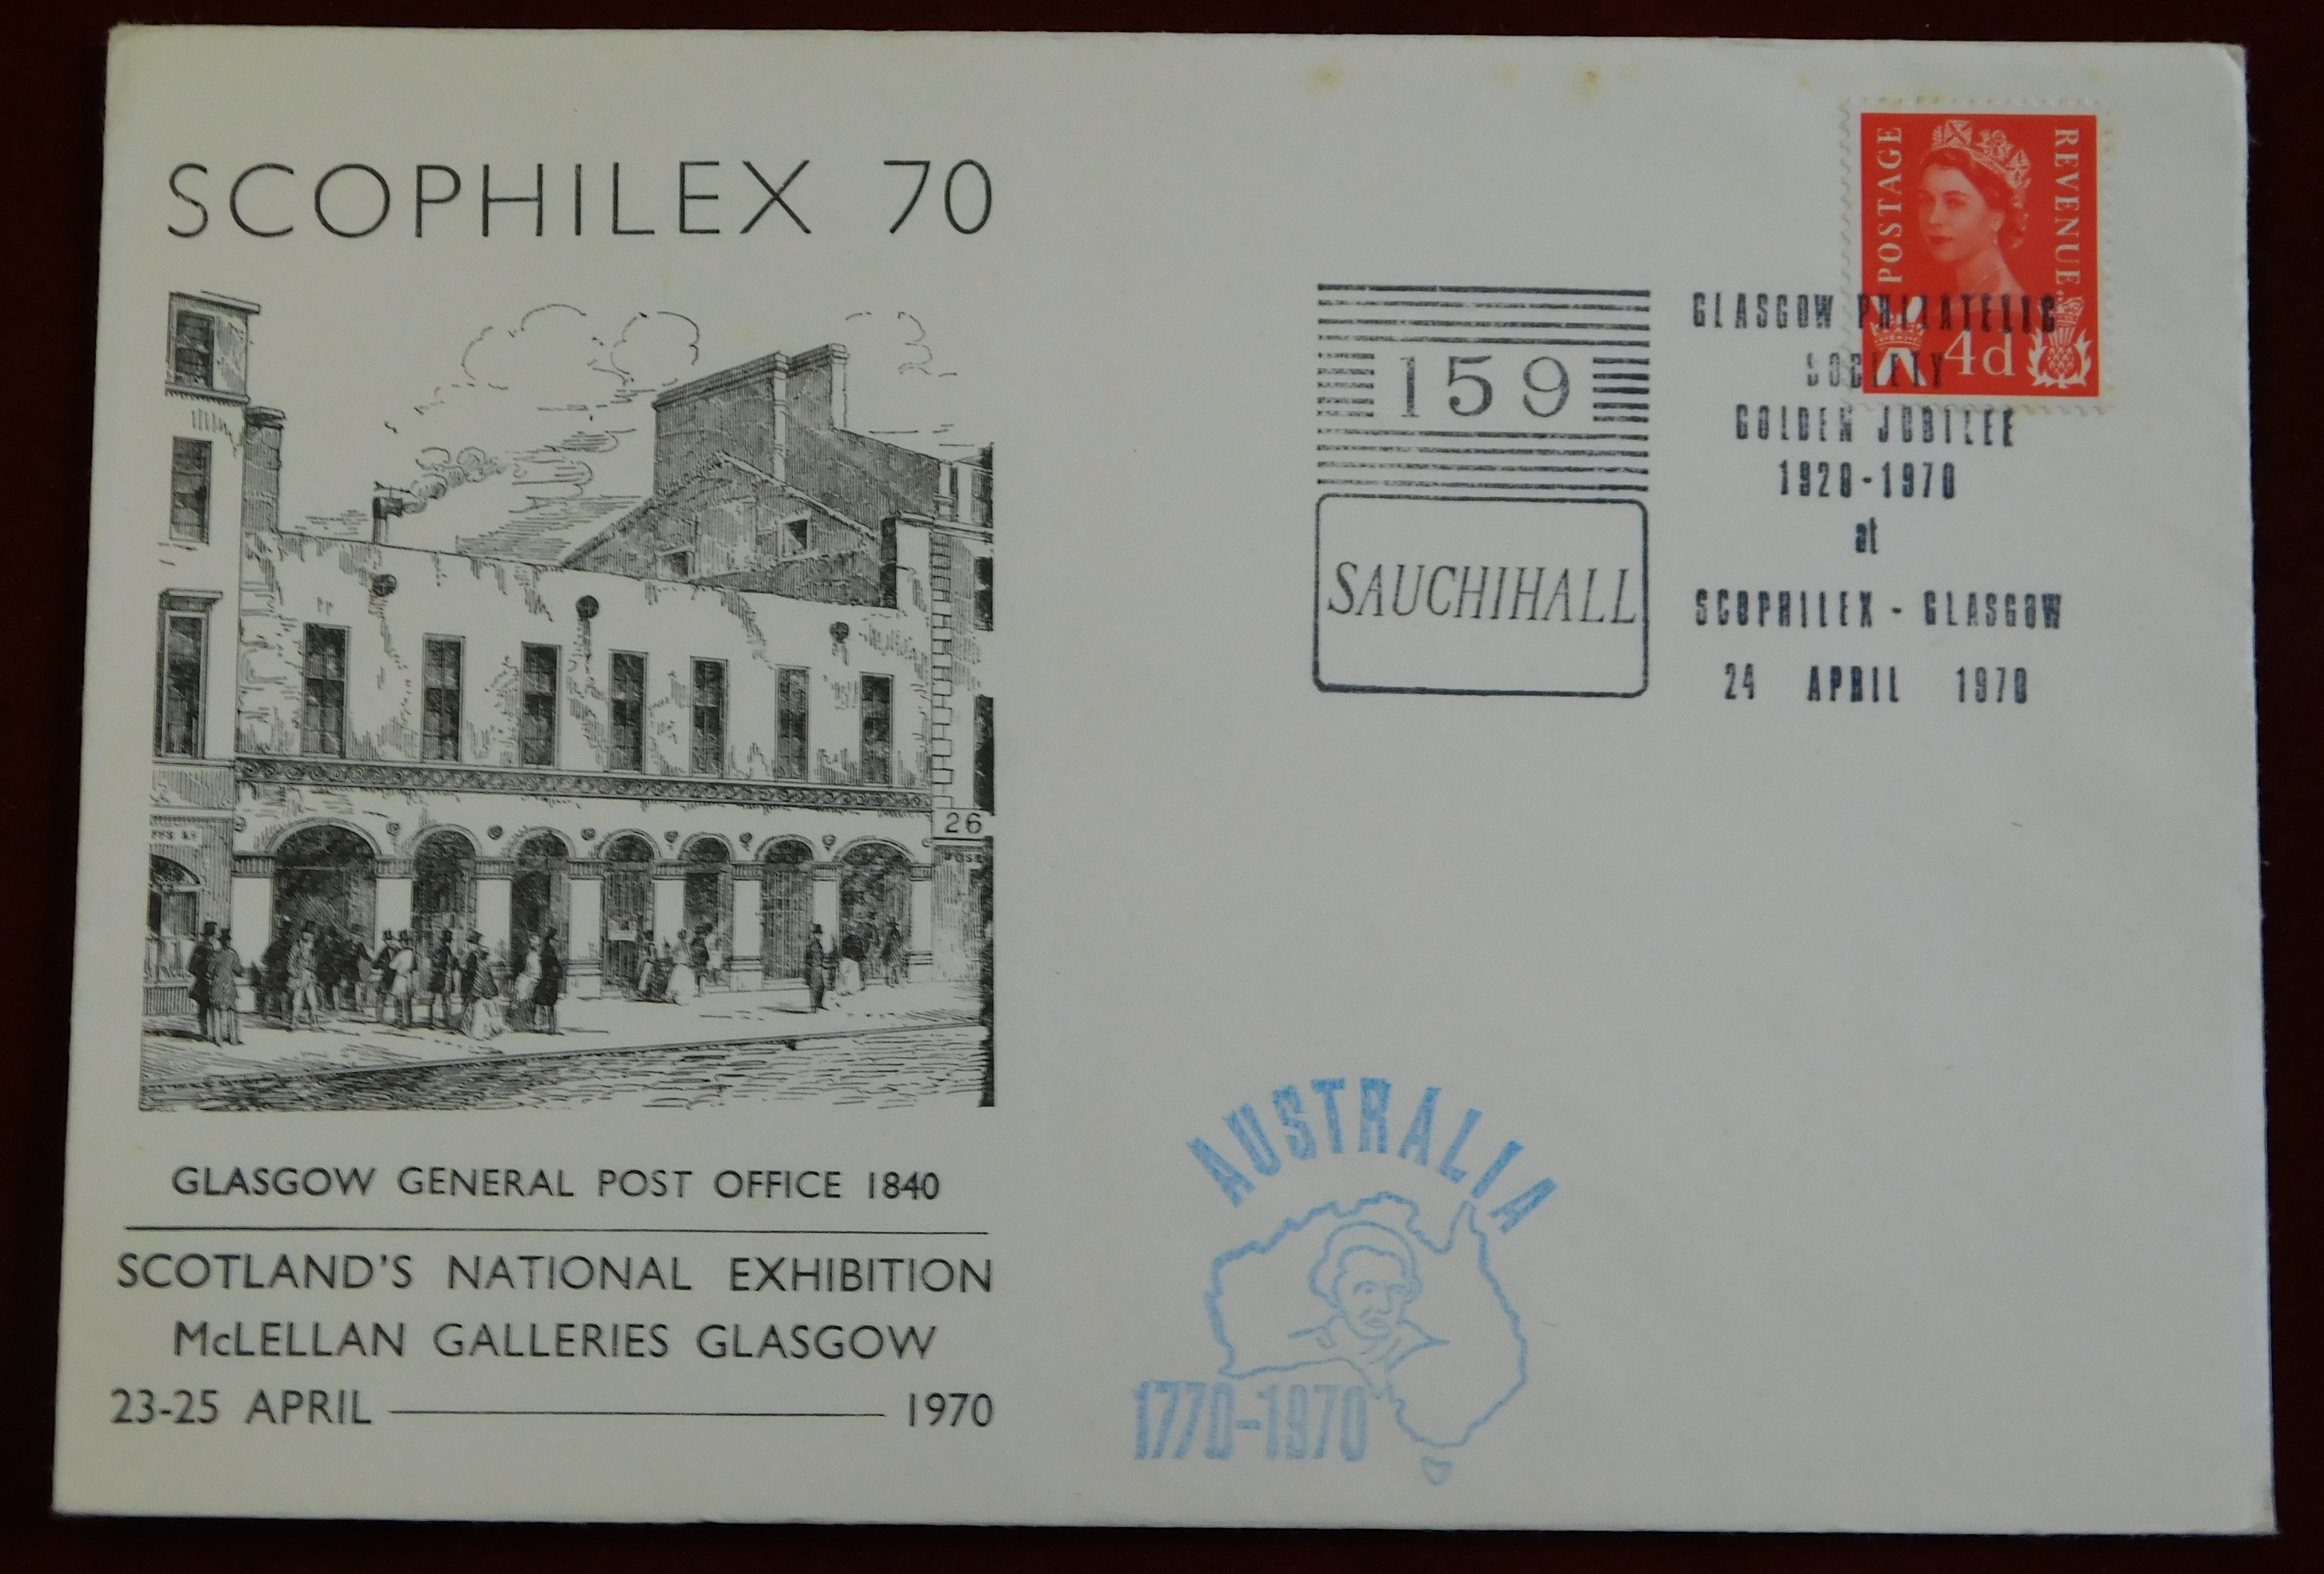 SCOPHILEX 70
26
GLASGOW GENERAL POST OFFICE 1840
SCOTLAND'S NATIONAL EXHIBITION
McLELLAN GALLERIES GLASGOW
23-25 APRIL 1970
POSTAGE
REVENUE
4d
159
SAUCHIHALL
GLASGOW PHILATELIC
SOCIETY
GOLDEN JUBILEE
1920-1970
at
SCOPHILEX - GLASGOW
24 APRIL 1970
AUSTRALIA
1770-1970